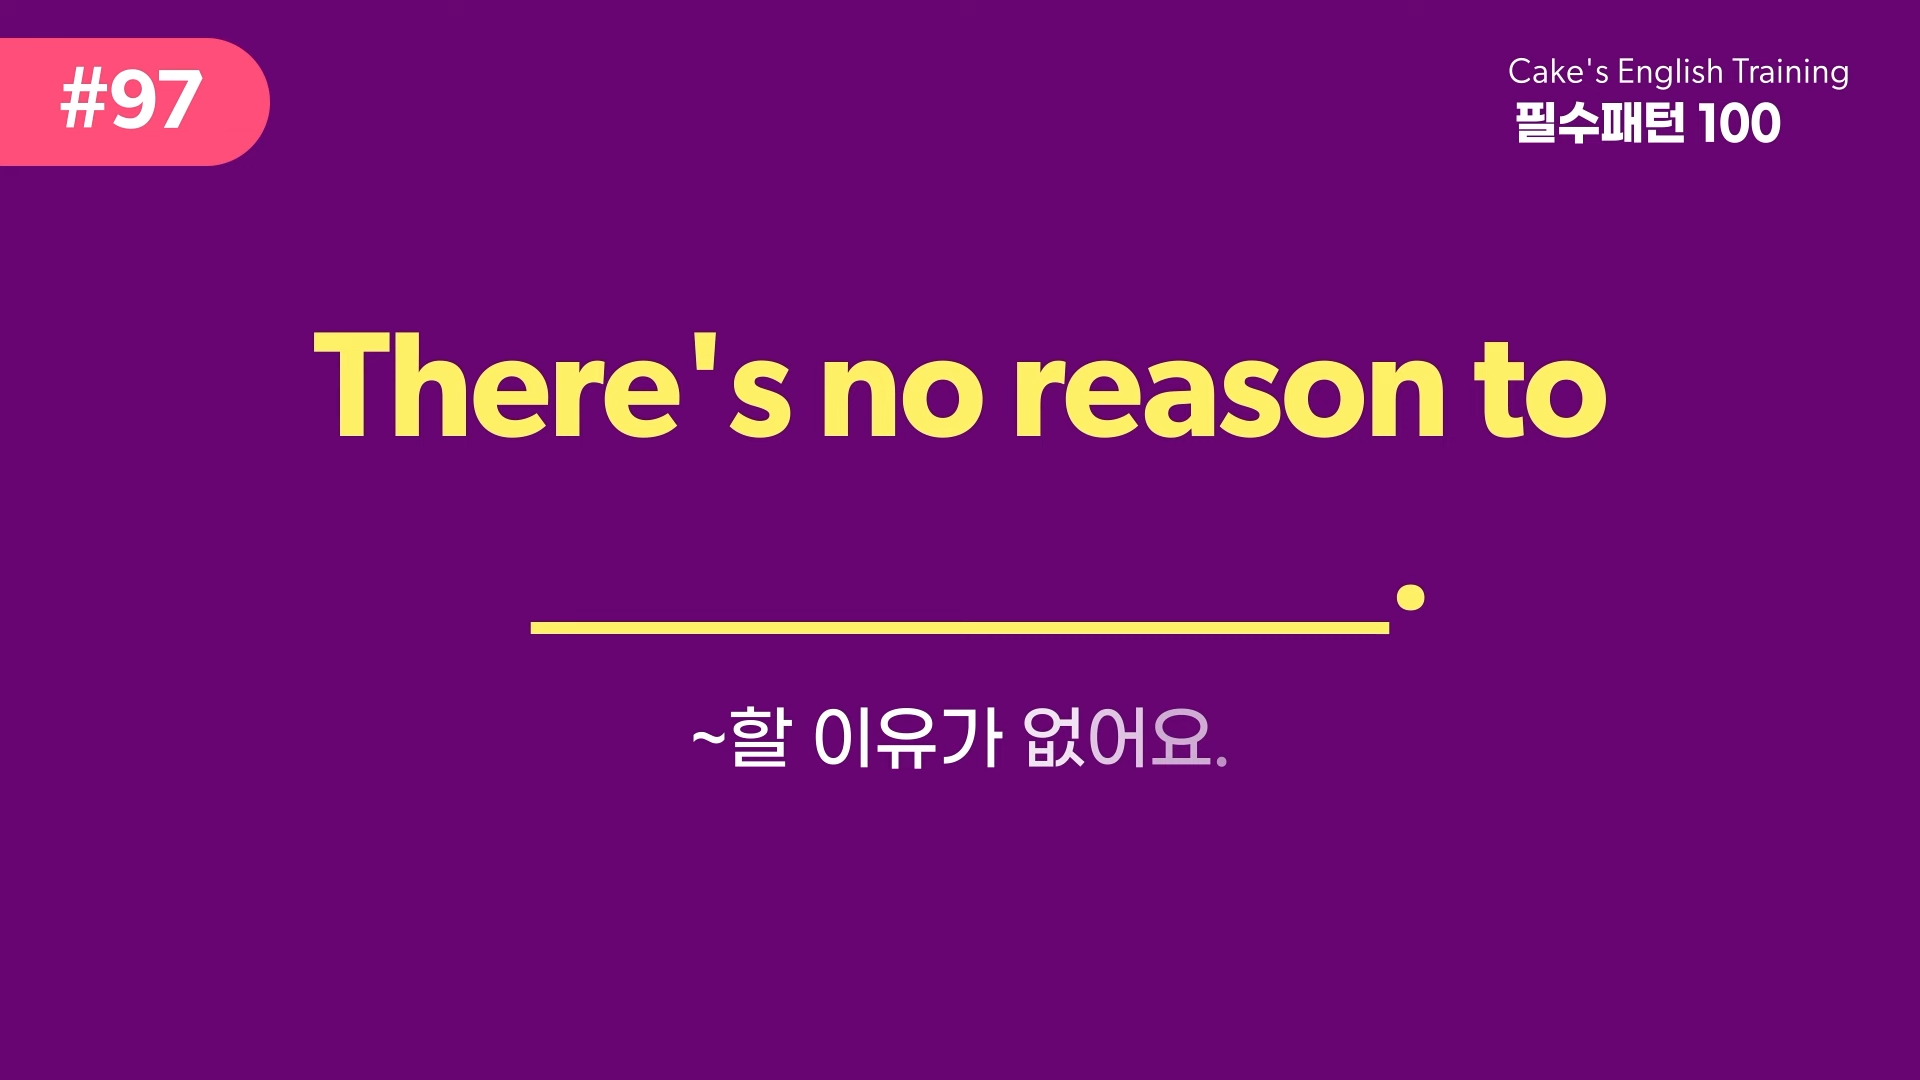 #97
Cake's English Training
필수패턴 100
There's no reason to
.
~할 이유가 없어요.